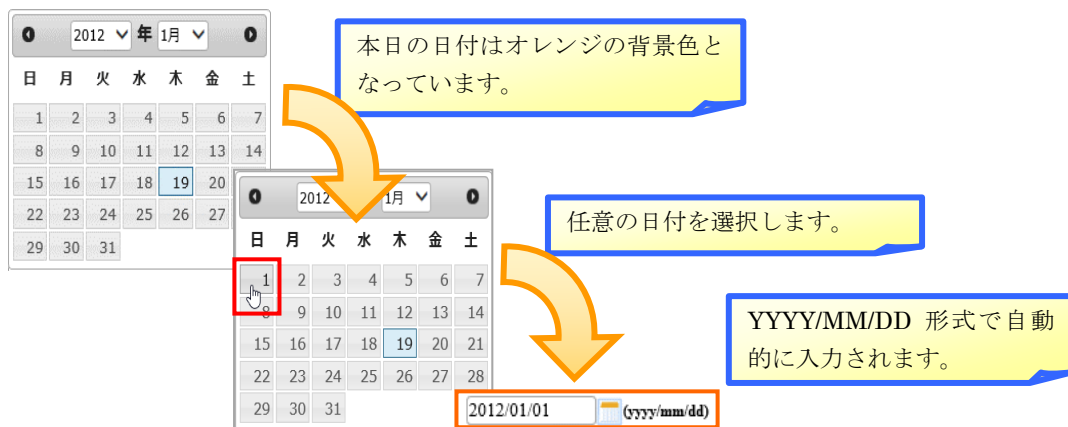 2012 年 1月
日 月 火 水 木 金 土
1 2 3 4 5 6 7
8 9 10 11 12 13 14
15 16 17 18 19 20
22 23 24 25 26 27
29 30 31
本日の日付はオレンジの背景色と
なっています。
2012 1月
日 月 火 水 木 金 土
1 2 3 4 5 6 7
8 9 10 11 12 13 14
15 16 17 18 19 20 21
22 23 24 25 26 27 28
29 30 31
任意の日付を選択します。
YYYY/MM/DD 形式で自動
的に入力されます。
2012/01/01 (yyyy/mm/dd)